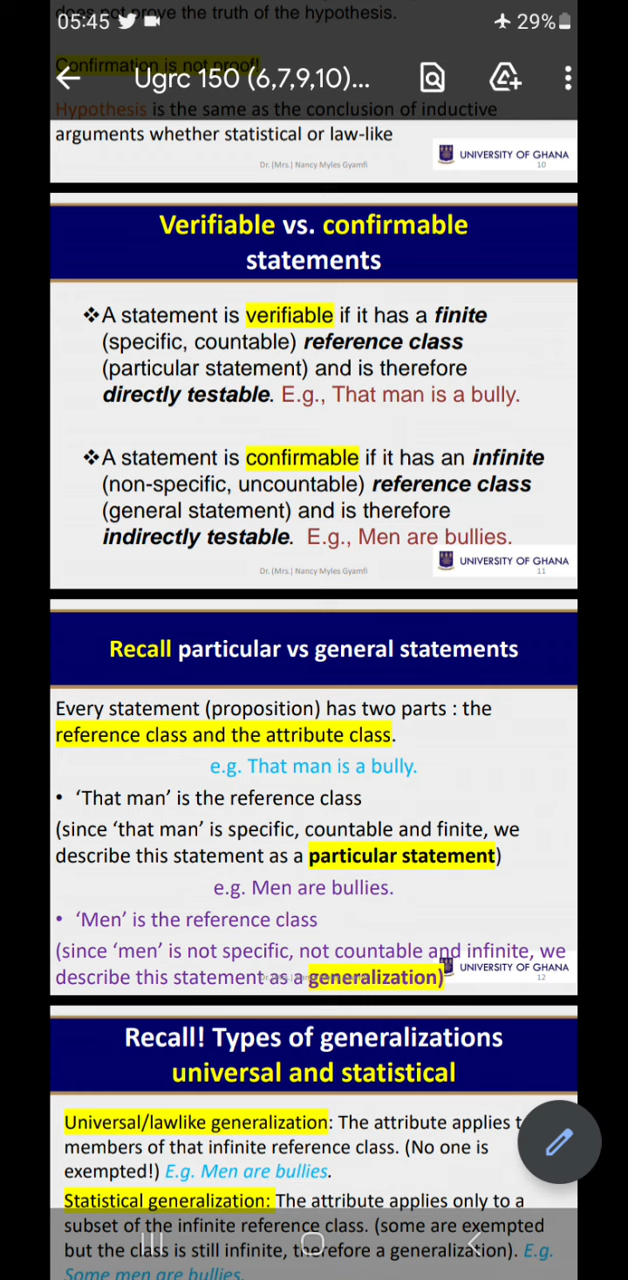 does not prove the truth of the hypothesis.
05:45
29%
Confirmation is not proof!
Ugrc 150 (6,7,9,10)...
Hypothesis is the same as the conclusion of inductive
arguments whether statistical or law-like
UNIVERSITY OF GHANA
Dr. (Mrs.) Nancy Myles Gyamfi
10
Verifiable vs. confirmable
statements
❖A statement is verifiable if it has a finite
(specific, countable) reference class
(particular statement) and is therefore
directly testable. E.g., That man is a bully.
❖A statement is confirmable if it has an infinite
(non-specific, uncountable) reference class
(general statement) and is therefore
indirectly testable. E.g., Men are bullies.
UNIVERSITY OF GHANA
Dr. (Mrs.) Nancy Myles Gyamfi
11
Recall particular vs general statements
Every statement (proposition) has two parts : the
reference class and the attribute class.
e.g. That man is a bully.
• ‘That man’ is the reference class
(since ‘that man’ is specific, countable and finite, we
describe this statement as a particular statement)
e.g. Men are bullies.
• ‘Men’ is the reference class
(since ‘men’ is not specific, not countable and infinite, we
describe this statement as a generalization)
UNIVERSITY OF GHANA
12
Recall! Types of generalizations
universal and statistical
Universal/lawlike generalization: The attribute applies
members of that infinite reference class. (No one is
exempted!) E.g. Men are bullies.
Statistical generalization: The attribute applies only to a
subset of the infinite reference class. (some are exempted
but the class is still infinite, therefore a generalization). E.g.
Some men are bullies.